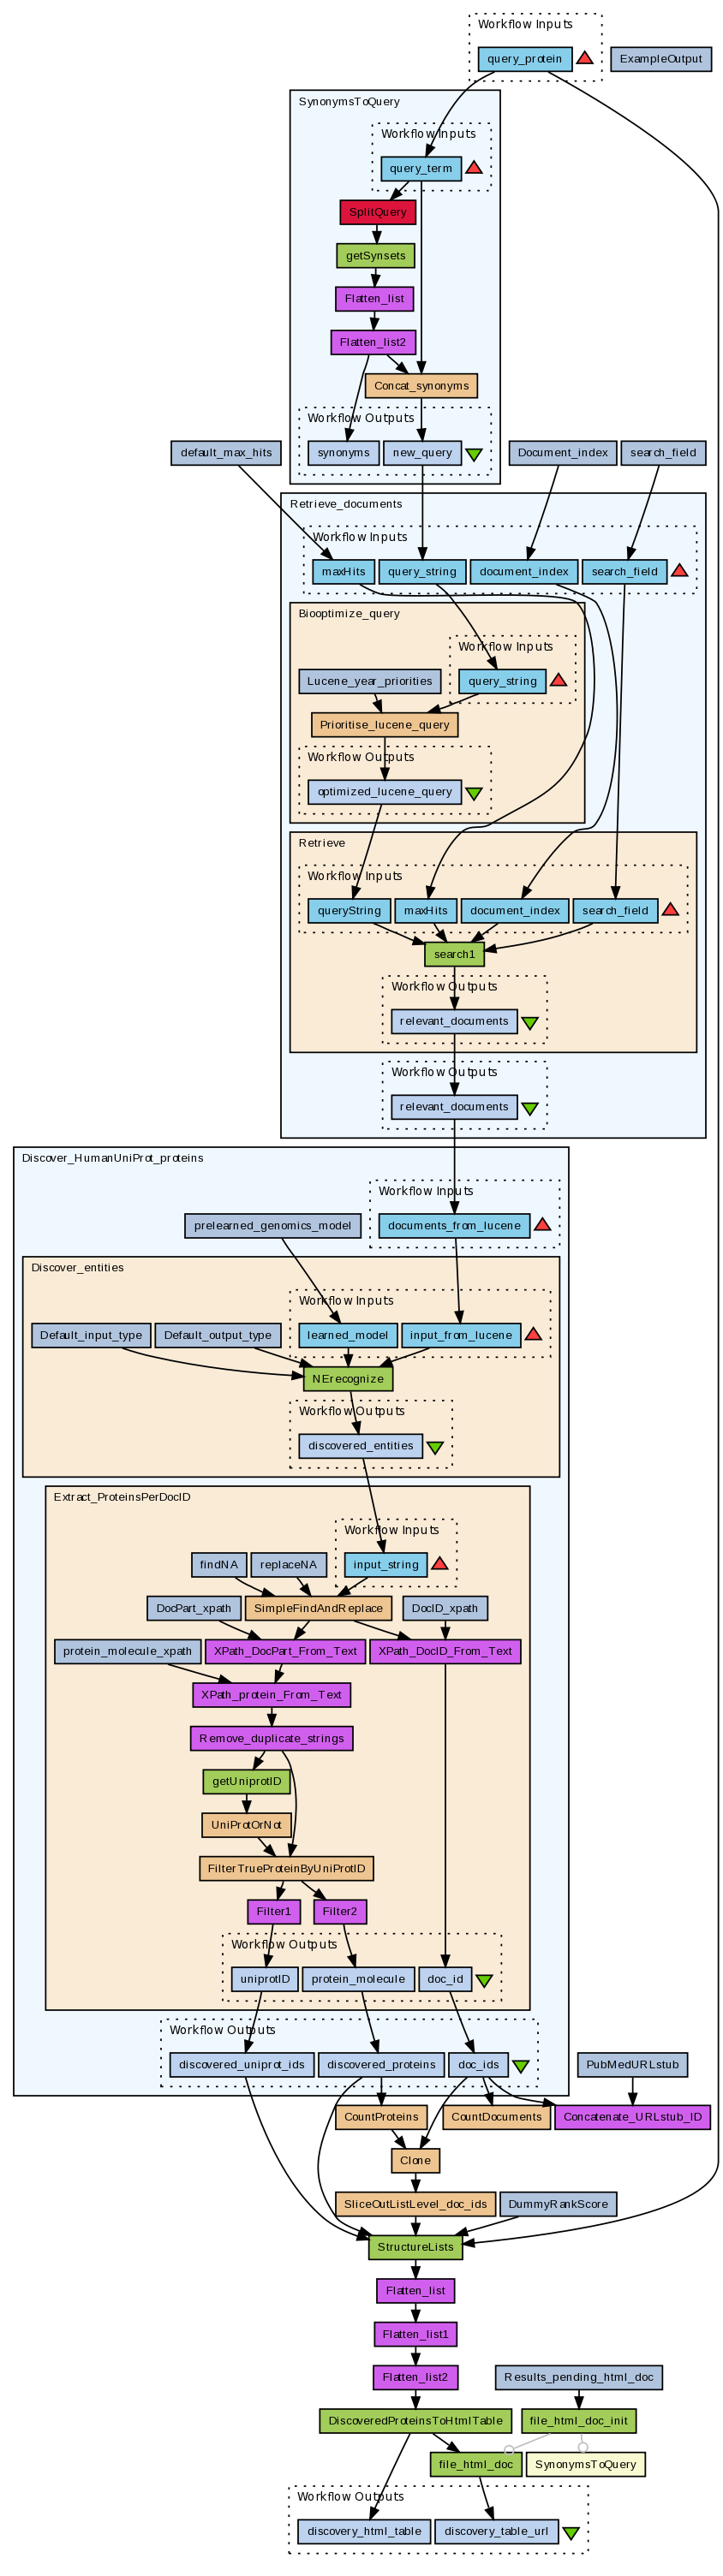 Workflow Inputs
query_protein
ExampleOutput
SynonymsToQuery
Workflow Inputs
query_term
SplitQuery
getSynsets
Flatten_list
Flatten_list2
Concat_synonyms
Workflow Outputs
default_max_hits
synonyms
new_query
Document_index
search_field
Retrieve_documents
Workflow Inputs
maxHits
query_string
document_index
search_field
Biooptimize_query
Workflow Inputs
Lucene_year_priorities
query_string
Prioritise_lucene_query
Workflow Outputs
optimized_lucene_query
Retrieve
Workflow Inputs
queryString
maxHits
document_index
search_field
search1
Workflow Outputs
relevant_documents
Workflow Outputs
relevant_documents
Discover_HumanUniProt_proteins
Workflow Inputs
prelearned_genomics_model
documents_from_lucene
Discover_entities
Workflow Inputs
Default_input_type
Default_output_type
learned_model
input_from_lucene
NErecognize
Workflow Outputs
discovered_entities
Extract_ProteinsPerDocID
Workflow Inputs
findNA
replaceNA
input_string
DocPart_xpath
SimpleFindAndReplace
DocID_xpath
protein_molecule_xpath
XPath_DocPart_From_Text
XPath_DocID_From_Text
XPath_protein_From_Text
Remove_duplicate_strings
getUniprotID
UniProtOrNot
FilterTrueProteinByUniProtID
Filter1
Filter2
Workflow Outputs
uniprotID
protein_molecule
doc_id
Workflow Outputs
discovered_uniprot_ids
discovered_proteins
doc_ids
PubMedURLstub
CountProteins
CountDocuments
Concatenate_URLstub_ID
Clone
SliceOutListLevel_doc_ids
DummyRankScore
StructureLists
Flatten_list
Flatten_list1
Flatten_list2
Results_pending_html_doc
DiscoveredProteinsToHtmlTable
file_html_doc_init
file_html_doc
SynonymsToQuery
Workflow Outputs
discovery_html_table
discovery_table_url